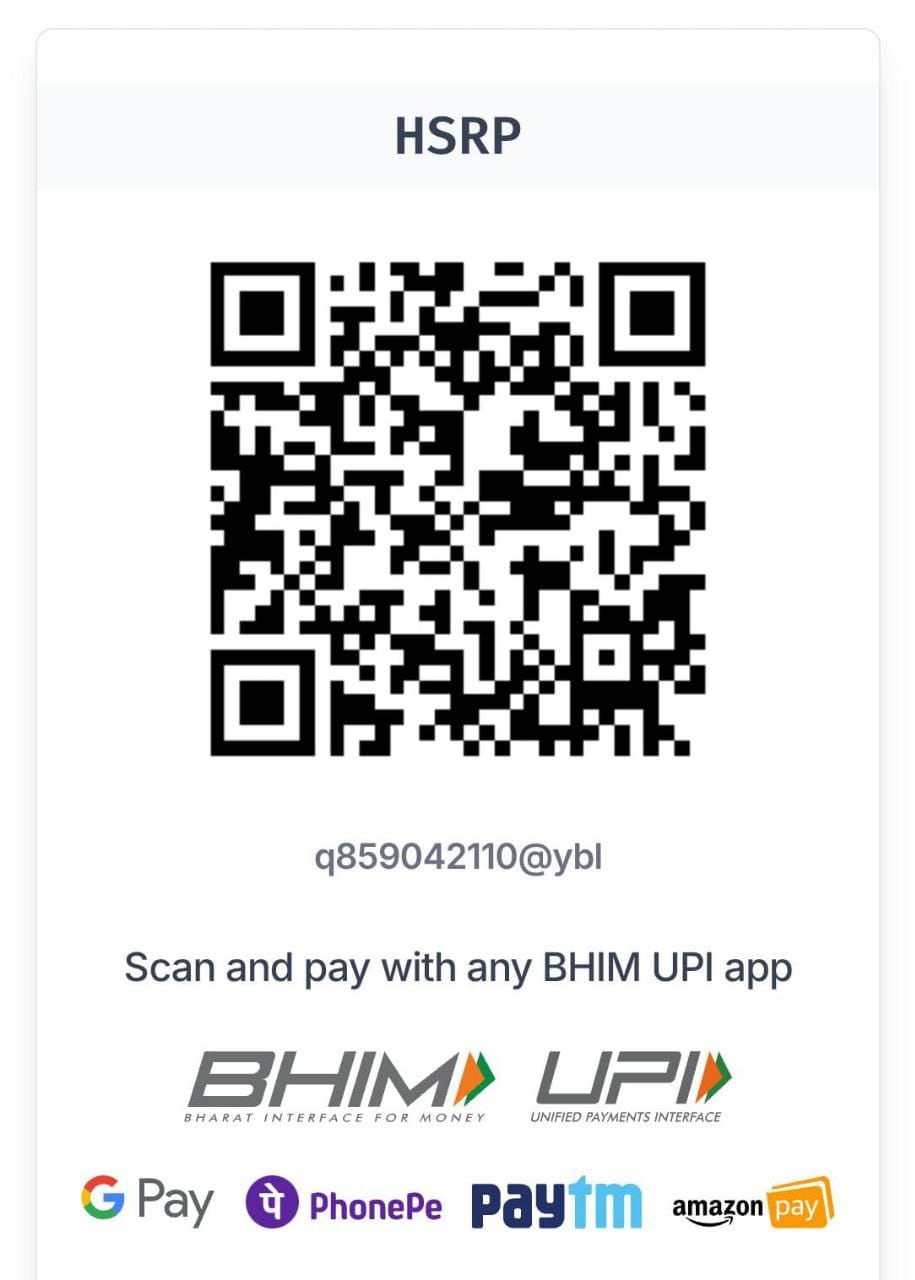 HSRP
q859042110@ybl
Scan and pay with any BHIM UPI app
BHIM UPI
BHARAT INTERFACE FOR MONEY UNIFIED PAYMENTS INTERFACE
G Pay पे PhonePe paytm amazon pay